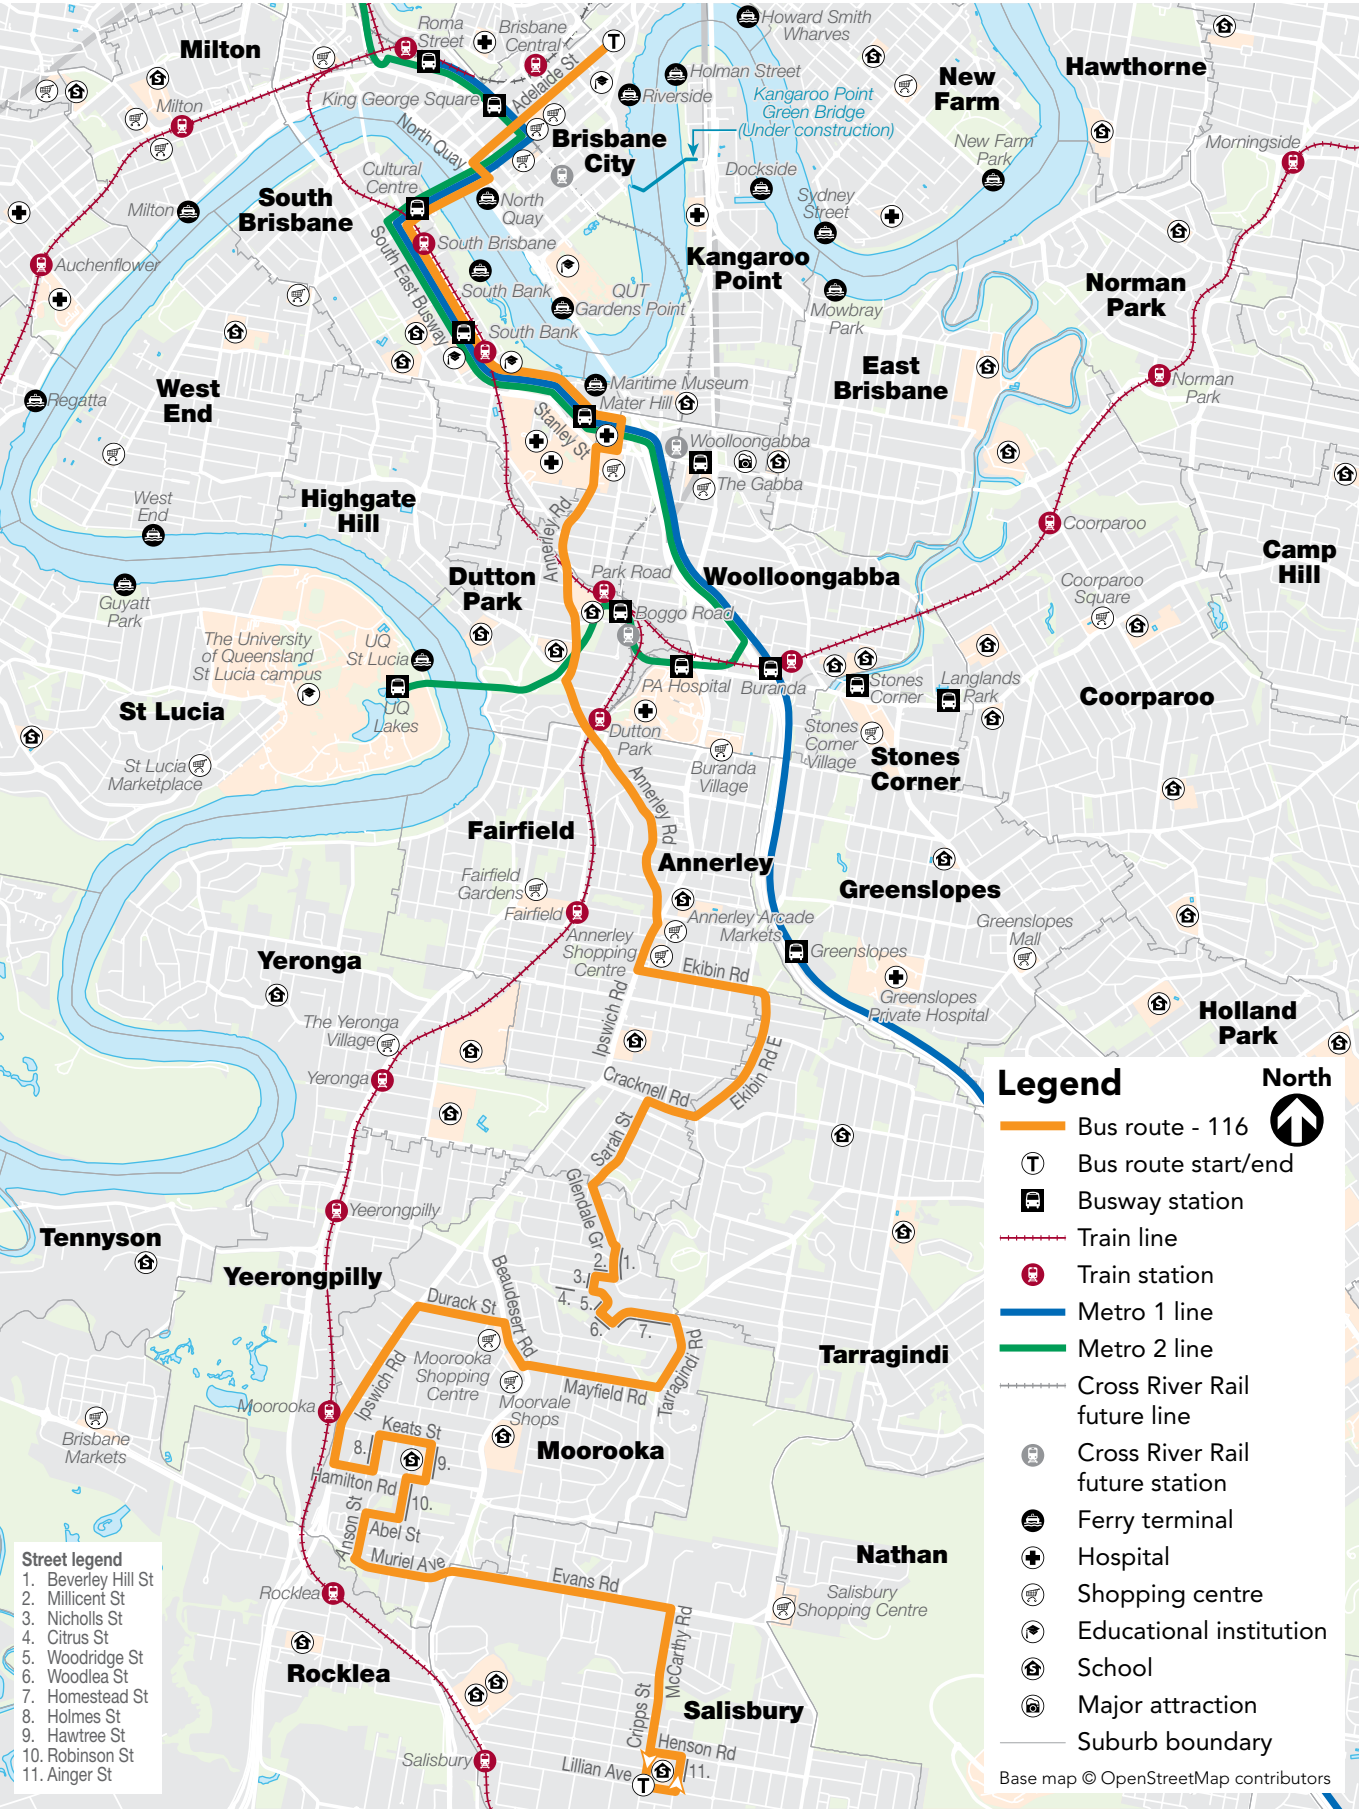 Roma
Street
Brisbane
Central
T
Howard Smith
Wharves
Milton
Hawthorne
New
Farm
Adelaide St
Holman Street
Riverside
Kangaroo Point
Green Bridge
(Under construction)
King George Square
Milton
North Quay
Brisbane
City
New Farm
Park
Morningside
Cultural
Centre
Dockside
Sydney
Street
South
Brisbane
North
Quay
Milton
South Brisbane
Auchenflower
Kangaroo
Point
South Bank
QUT
Gardens Point
Norman
Park
South East Busway
South Bank
Mowbray
Park
East
Brisbane
West
End
Regatta
Maritime Museum
Mater Hill
Norman
Park
Stanley St
Woolloongabba
The Gabba
West
End
Highgate
Hill
Annerley Rd
Coorparoo
Camp
Hill
Dutton
Park
Park Road
Woolloongabba
Coorparoo
Square
Guyatt
Park
Boggo Road
The University
of Queensland
St Lucia campus
UQ
St Lucia
PA Hospital
Buranda
Stones
Corner
Langlands
Park
Coorparoo
UQ
Lakes
St Lucia
Dutton
Park
Stones
Corner
Village
Stones
Corner
St Lucia
Marketplace
Buranda
Village
Annerley Rd
Fairfield
Annerley
Greenslopes
Fairfield
Gardens
Fairfield
Annerley Arcade
Markets
Greenslopes
Mall
Annerley
Shopping
Centre
Greenslopes
Yeronga
Ekibin Rd
Greenslopes
Private Hospital
Holland
Park
Ipswich Rd
The Yeronga
Village
Ekibin Rd E
Yeronga
Cracknell Rd
Sarah St
Glendale Gr
Yeerongpilly
Tennyson
Yeerongpilly
2.
1.
3.
4.
5.
6.
7.
Beaudesert Rd
Durack St
Tarragindi Rd
Ipswich Rd
Moorooka
Shopping
Centre
Mayfield Rd
Tarragindi
Moorvale
Shops
Moorooka
Keats St
Brisbane
Markets
Moorooka
8.
9.
Hamilton Rd
10.
Anson St
Abel St
Muriel Ave
Nathan
Evans Rd
Rocklea
Salisbury
Shopping Centre
McCarthy Rd
Rocklea
Cripps St
Salisbury
Henson Rd
Salisbury
Lillian Ave
11.
T
Street legend
1. Beverley Hill St
2. Millicent St
3. Nicholls St
4. Citrus St
5. Woodridge St
6. Woodlea St
7. Homestead St
8. Holmes St
9. Hawtree St
10. Robinson St
11. Ainger St
Legend
North
Bus route - 116
T Bus route start/end
Busway station
Train line
Train station
Metro 1 line
Metro 2 line
Cross River Rail
future line
Cross River Rail
future station
Ferry terminal
Hospital
Shopping centre
Educational institution
School
Major attraction
Suburb boundary
Base map © OpenStreetMap contributors